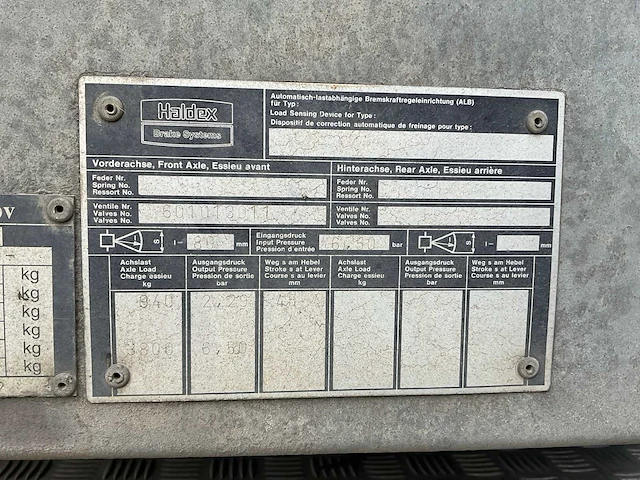 Haldex
Brake Systems
Automatisch-lastabhängige Bremskraftregeleinrichtung (ALB)
für Typ:
Load Sensing Device for Type:
Dispositif de correction automatique de freinage pour type:
Vorderachse, Front Axle, Essieu avant
Hinterachse, Rear Axle, Essieu arrière
Feder Nr.
Spring No.
Ressort No.
Feder Nr.
Spring No.
Ressort No.
Ventile Nr.
Valves No.
Valves No.
Ventile Nr.
Valves No.
Valves No.
S
l=
mm
Eingangsdruck
Input Pressure
Pression d'entrée
bar
S
l=
mm
Achslast
Axle Load
Charge essieu
kg
Ausgangsdruck
Output Pressure
Pression de sortie
bar
Weg s am Hebel
Stroke s at Lever
Course s au levier
mm
Achslast
Axle Load
Charge essieu
kg
Ausgangsdruck
Output Pressure
Pression de sortie
bar
Weg s am Hebel
Stroke s at Lever
Course s au levier
mm
6,50
kg
kg
kg
kg
kg